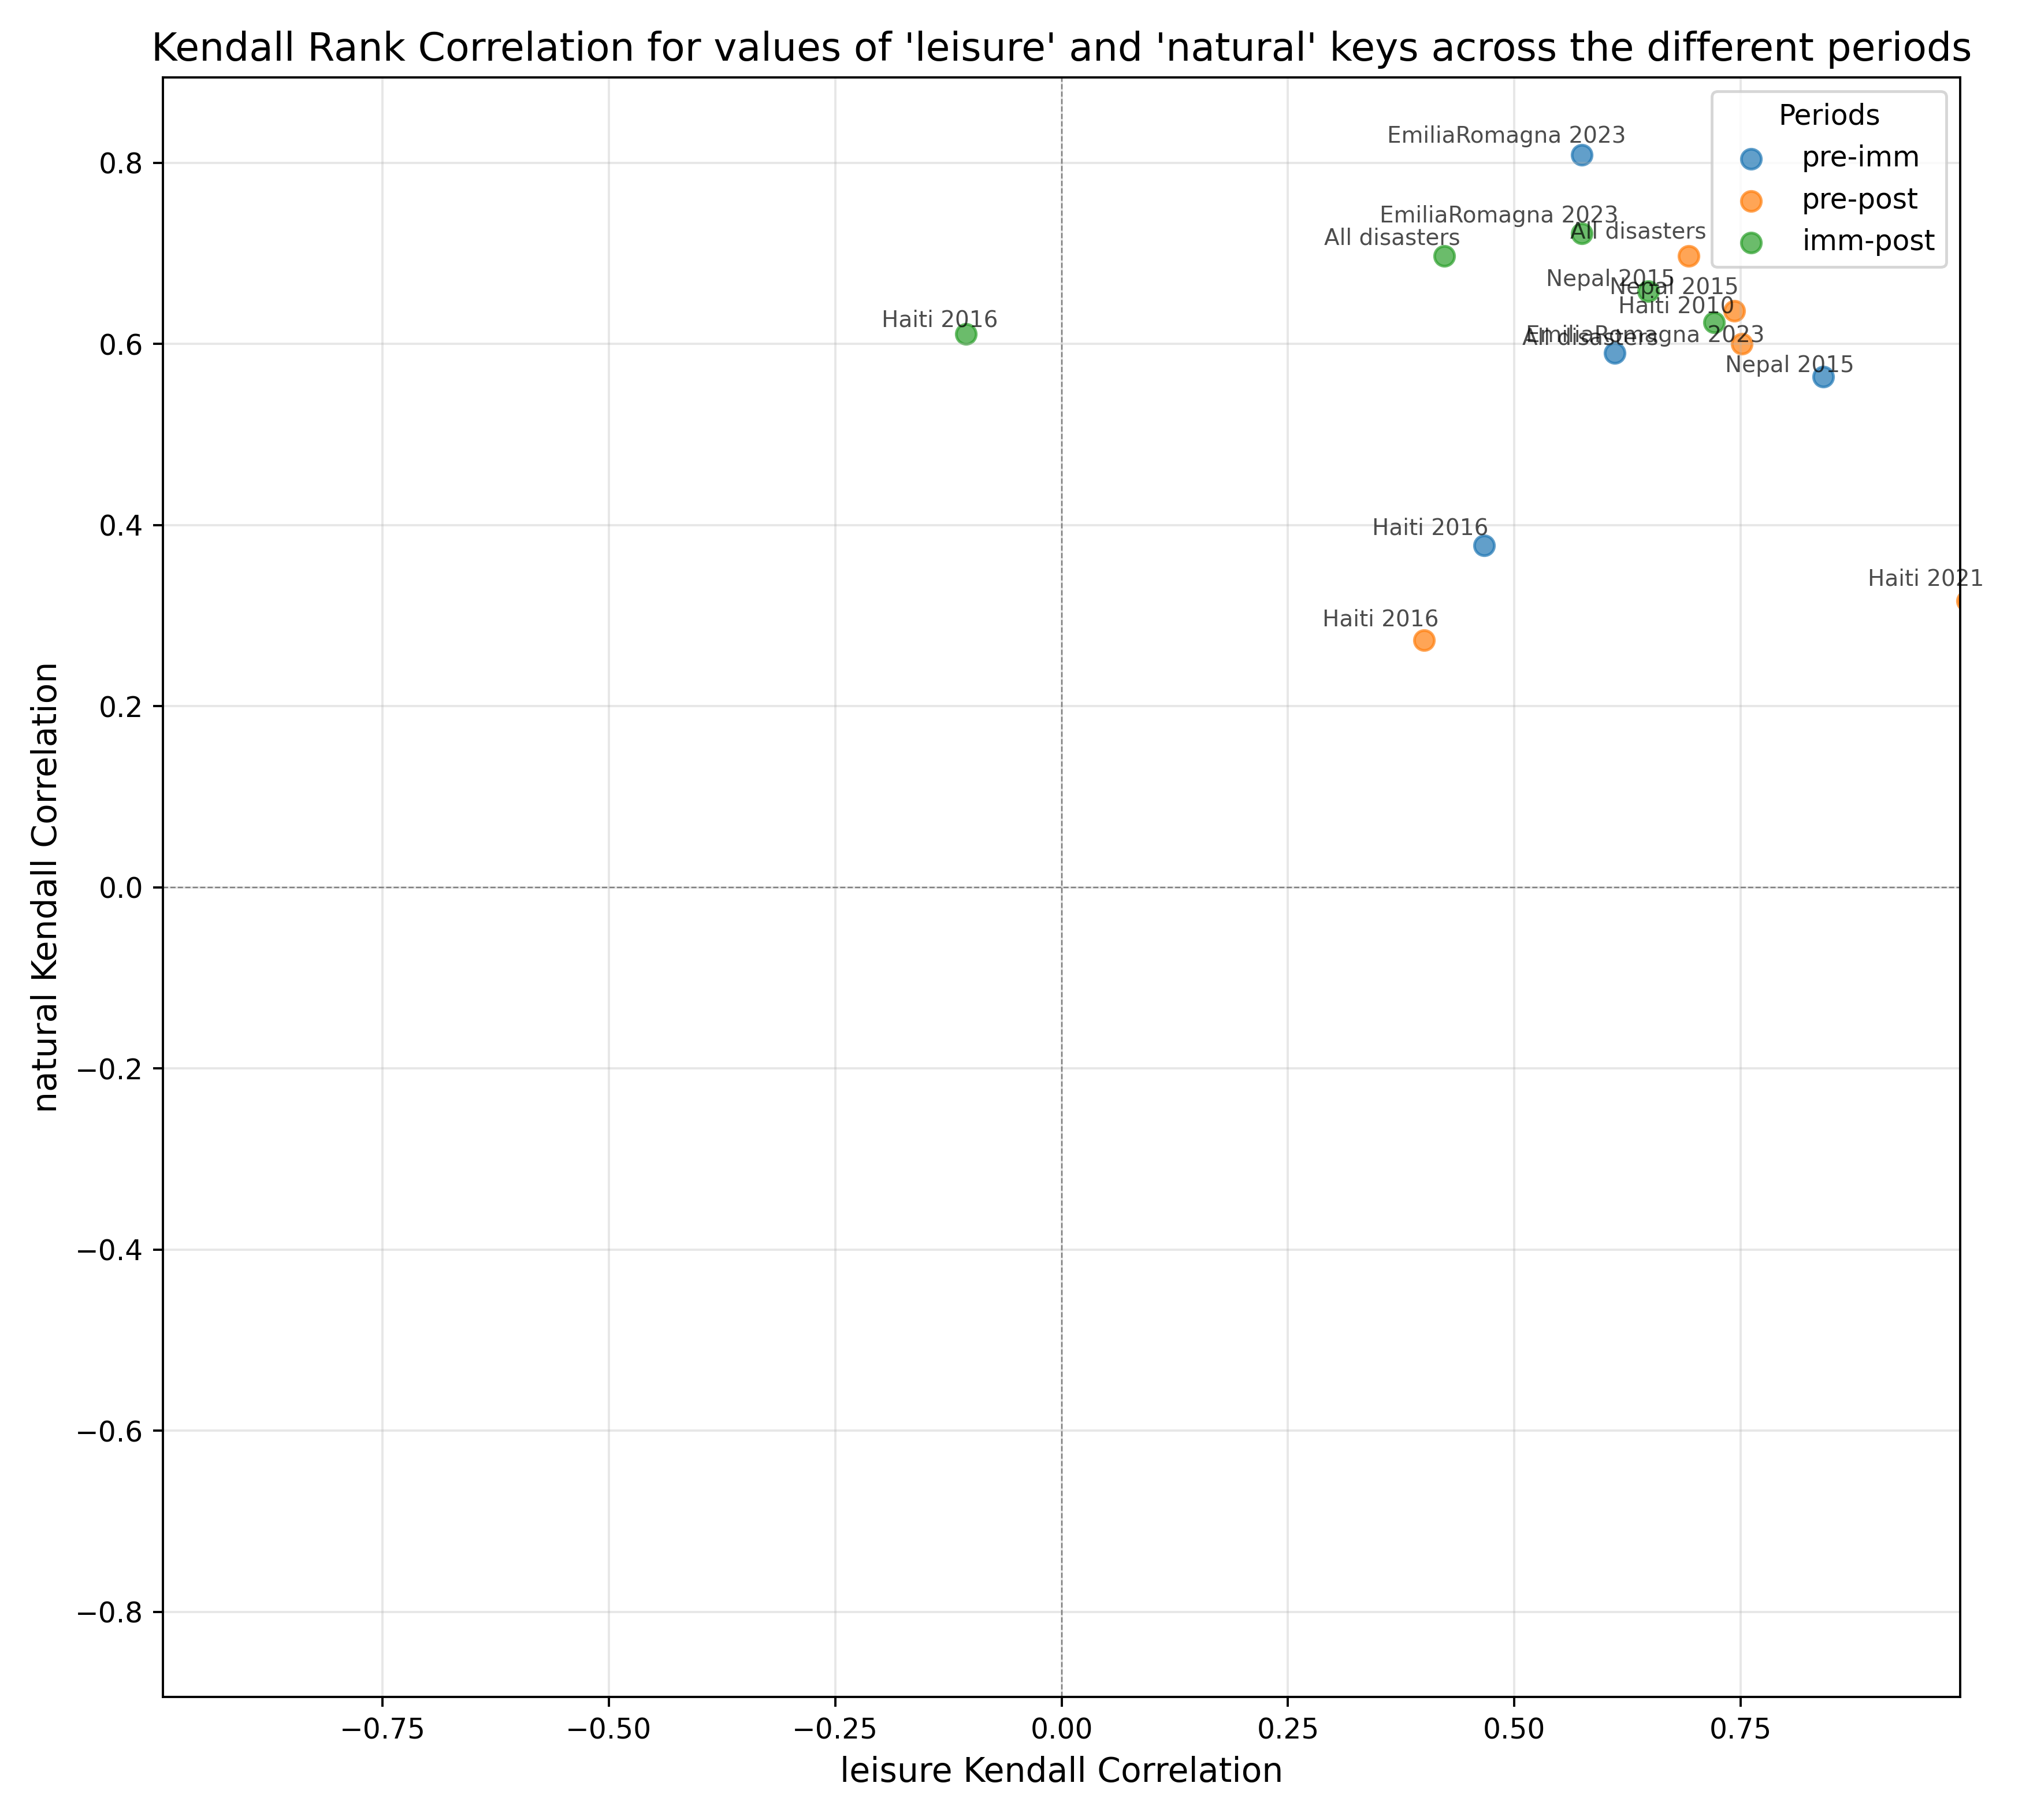 Kendall Rank Correlation for values of 'leisure' and 'natural' keys across the different periods
Periods
pre-imm
pre-post
imm-post
EmiliaRomagna 2023
EmiliaRomagna 2023
All disasters
All disasters
Nepal 2015
Nepal 2015
Haiti 2010
Haiti 2016
EmiliaRomagna 2023
All disasters
Nepal 2015
Haiti 2016
Haiti 2021
Haiti 2016
0.8
0.6
0.4
0.2
0.0
−0.2
−0.4
−0.6
−0.8
natural Kendall Correlation
−0.75
−0.50
−0.25
0.00
0.25
0.50
0.75
leisure Kendall Correlation